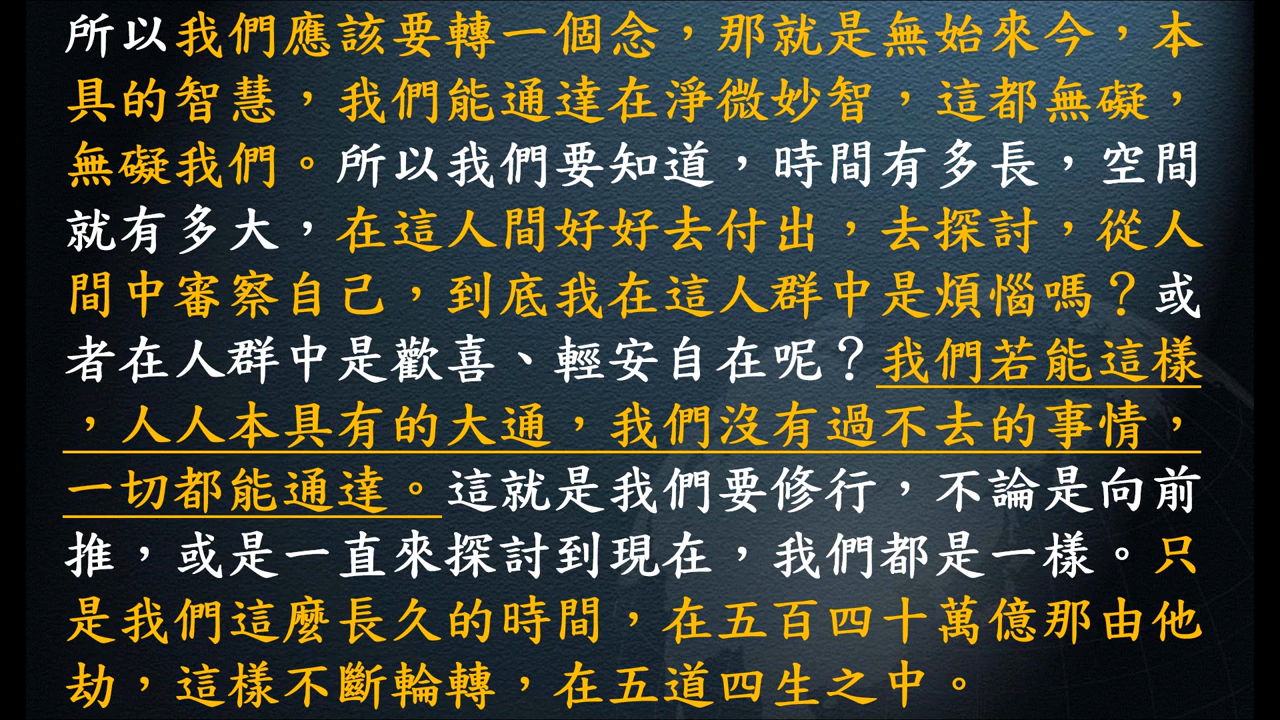 所以我們應該要轉一個念，那就是無始來今，本
具的智慧，我們能通達在淨微妙智，這都無礙，
無礙我們。所以我們要知道，時間有多長，空間
就有多大，在這人間好好去付出，去探討，從人
間中審察自己，到底我在這人群中是煩惱嗎？或
者在人群中是歡喜、輕安自在呢？我們若能這樣
，人人本具有的大通，我們沒有過不去的事情，
一切都能通達。這就是我們要修行，不論是向前
推，或是一直來探討到現在，我們都是一樣。只
是我們這麼長久的時間，在五百四十萬億那由他
劫，這樣不斷輪轉，在五道四生之中。